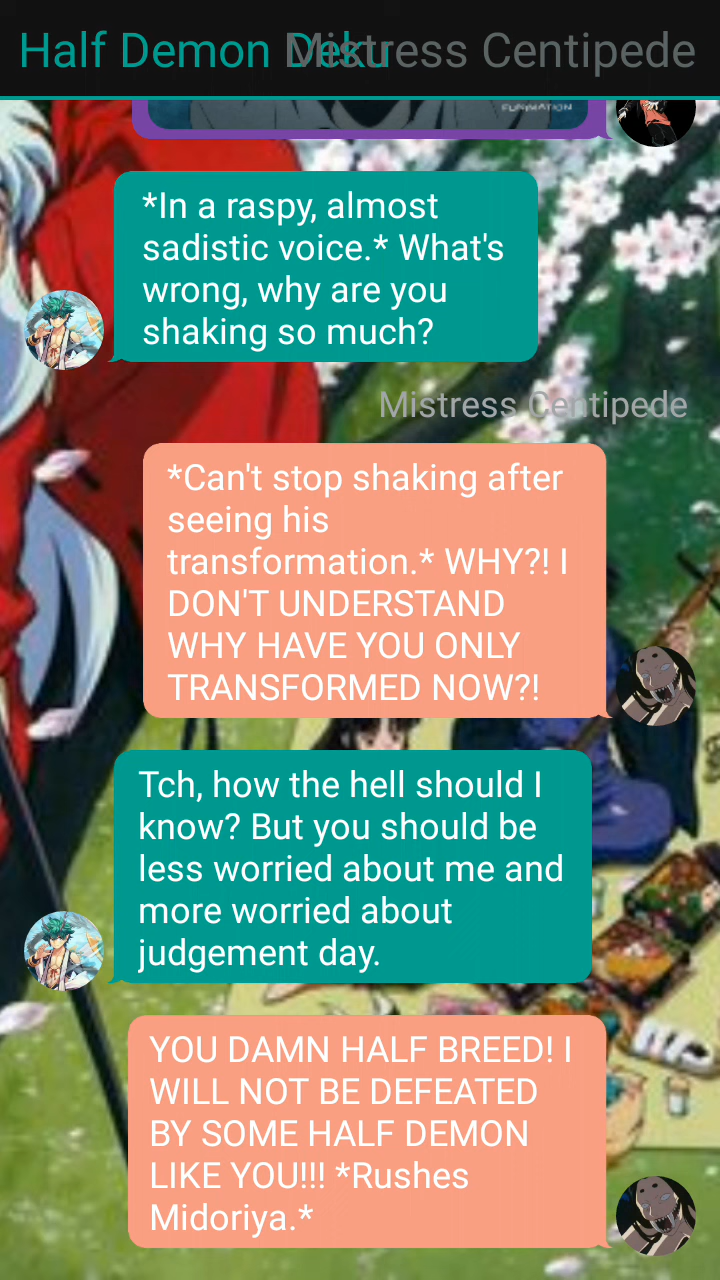 Half Demon Deku
Mistress Centipede
FUNIMATION
*In a raspy, almost
sadistic voice.* What's
wrong, why are you
shaking so much?
Mistress Centipede
*Can't stop shaking after
seeing his
transformation.* WHY?! I
DON'T UNDERSTAND
WHY HAVE YOU ONLY
TRANSFORMED NOW?!
Tch, how the hell should I
know? But you should be
less worried about me and
more worried about
judgement day.
YOU DAMN HALF BREED! I
WILL NOT BE DEFEATED
BY SOME HALF DEMON
LIKE YOU!!! *Rushes
Midoriya.*